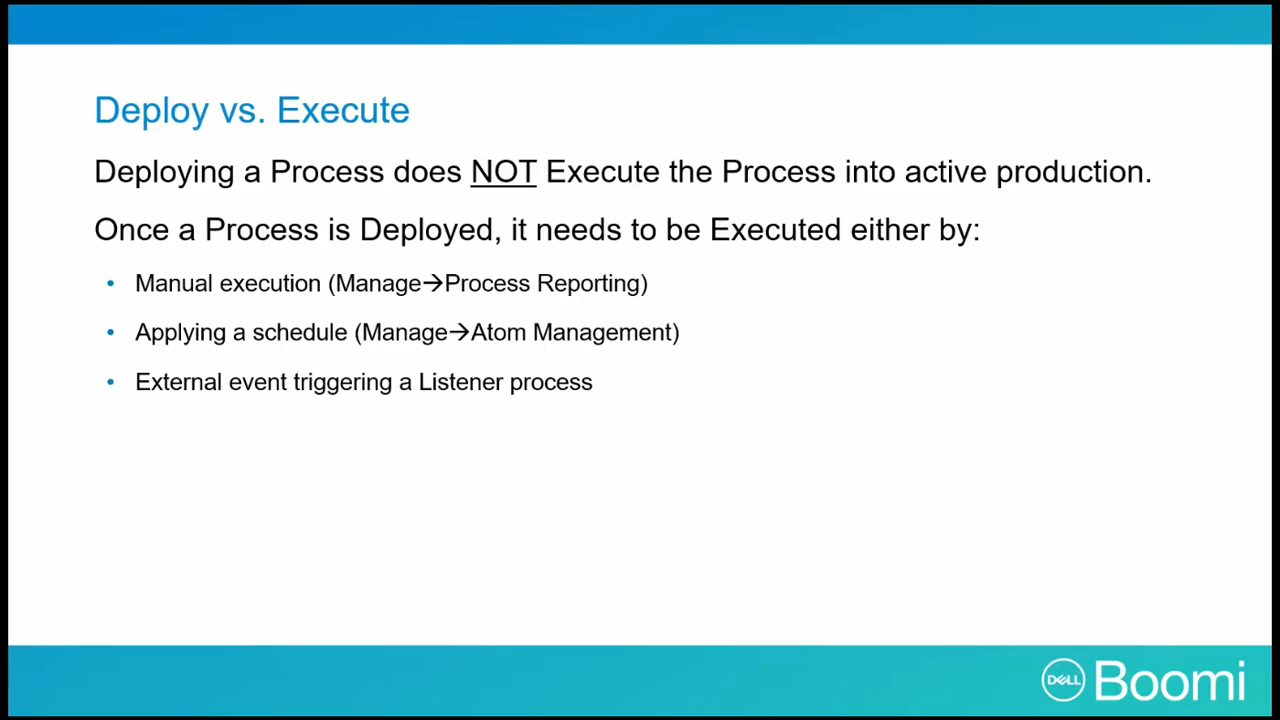 Deploy vs. Execute
Deploying a Process does NOT Execute the Process into active production.
Once a Process is Deployed, it needs to be Executed either by:
• Manual execution (Manage→Process Reporting)
• Applying a schedule (Manage→Atom Management)
• External event triggering a Listener process
DELL Boomi